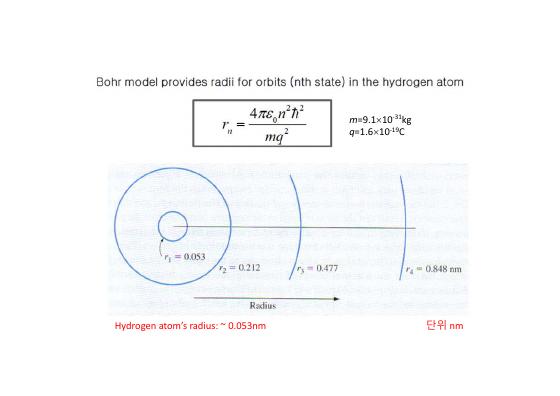 Bohr model provides radii for orbits (nth state) in the hydrogen atom
rₙ = 4πε₀n²ħ² / mq²
m=9.1×10⁻³¹kg
q=1.6×10⁻¹⁹C
r₁ = 0.053
r₂ = 0.212
r₃ = 0.477
r₄ = 0.848 nm
Radius
Hydrogen atom's radius: ~ 0.053nm
단위 nm